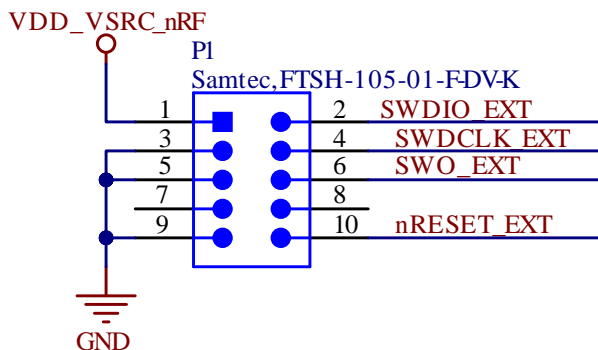 VDD_VSRC_nRF
P1
Samtec,FTSH-105-01-F-DV-K
1 2 SWDIO_EXT
3 4 SWDCLK_EXT
5 6 SWO_EXT
7 8
9 10 nRESET_EXT
GND